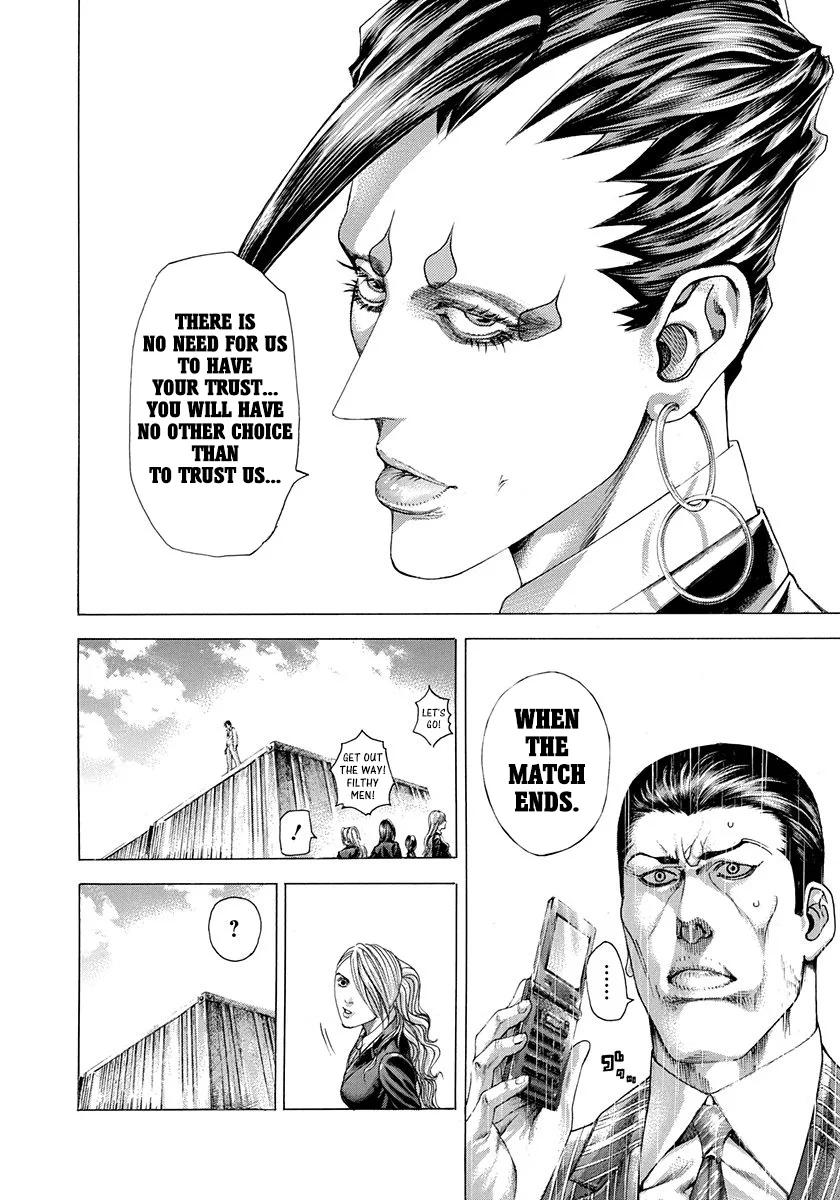 THERE IS
NO NEED FOR US
TO HAVE
YOUR TRUST...
YOU WILL HAVE
NO OTHER CHOICE
THAN
TO TRUST US...
WHEN
THE
MATCH
ENDS.
......
LET'S
GO!
GET OUT
THE WAY!
FILTHY
MEN!
!
?